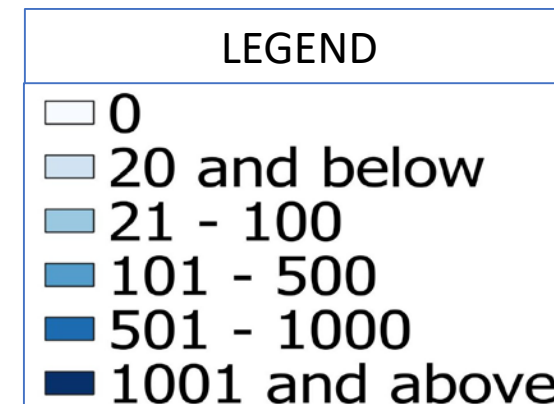 LEGEND
0
20 and below
21 - 100
101 - 500
501 - 1000
1001 and above